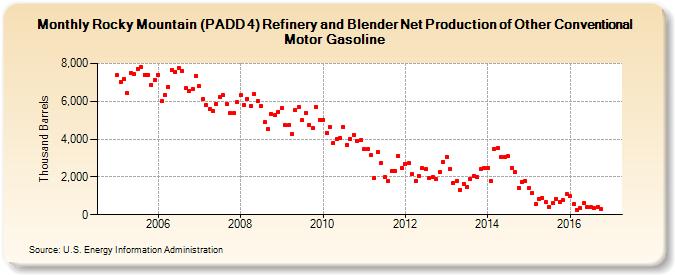 Monthly Rocky Mountain (PADD 4) Refinery and Blender Net Production of Other Conventional
Motor Gasoline
Thousand Barrels
8,000
6,000
4,000
2,000
0
2006
2008
2010
2012
2014
2016
Source: U.S. Energy Information Administration